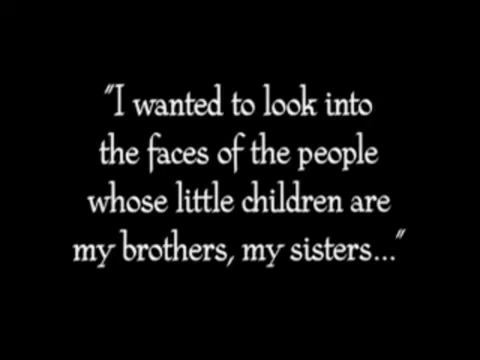 "I wanted to look into
the faces of the people
whose little children are
my brothers, my sisters..."